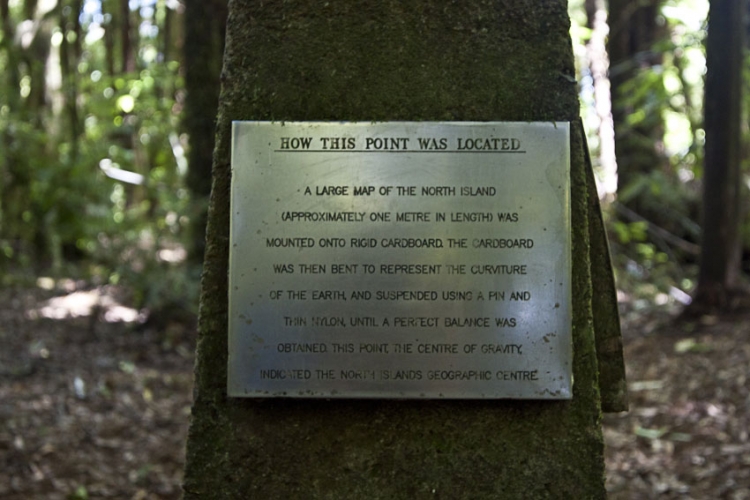 HOW THIS POINT WAS LOCATED
A LARGE MAP OF THE NORTH ISLAND
(APPROXIMATELY ONE METRE IN LENGTH) WAS
MOUNTED ONTO RIGID CARDBOARD. THE CARDBOARD
WAS THEN BENT TO REPRESENT THE CURVITURE
OF THE EARTH, AND SUSPENDED USING A PIN AND
THIN NYLON, UNTIL A PERFECT BALANCE WAS
OBTAINED. THIS POINT, THE CENTRE OF GRAVITY,
INDICATED THE NORTH ISLANDS GEOGRAPHIC CENTRE.